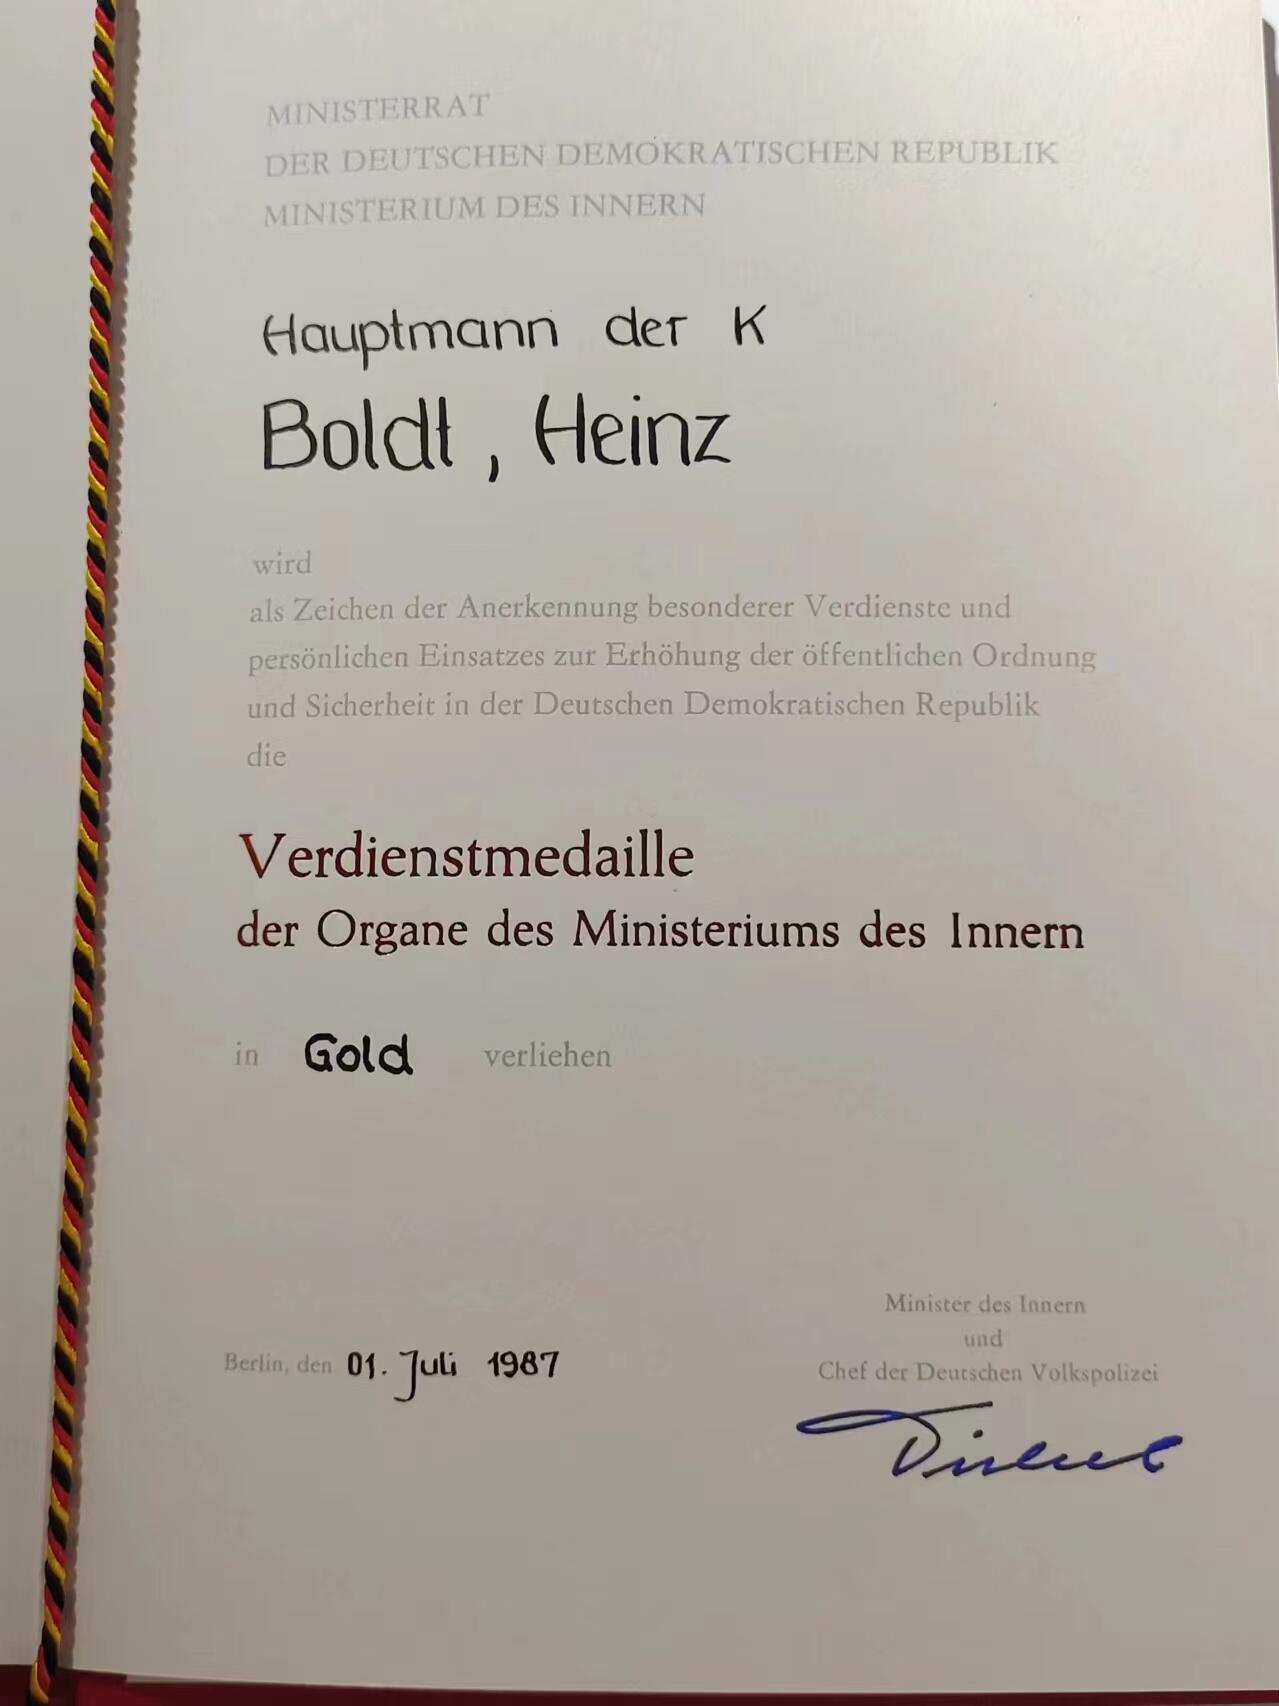 MINISTERRAT
DER DEUTSCHEN DEMOKRATISCHEN REPUBLIK
MINISTERIUM DES INNERN
Hauptmann der K
Boldt, Heinz
wird
als Zeichen der Anerkennung besonderer Verdienste und
persönlichen Einsatzes zur Erhöhung der öffentlichen Ordnung
und Sicherheit in der Deutschen Demokratischen Republik
die
Verdienstmedaille
der Organe des Ministeriums des Innern
in Gold verliehen
Minister des Innern
und
Chef der Deutschen Volkspolizei
Berlin, den 01. Juli 1987